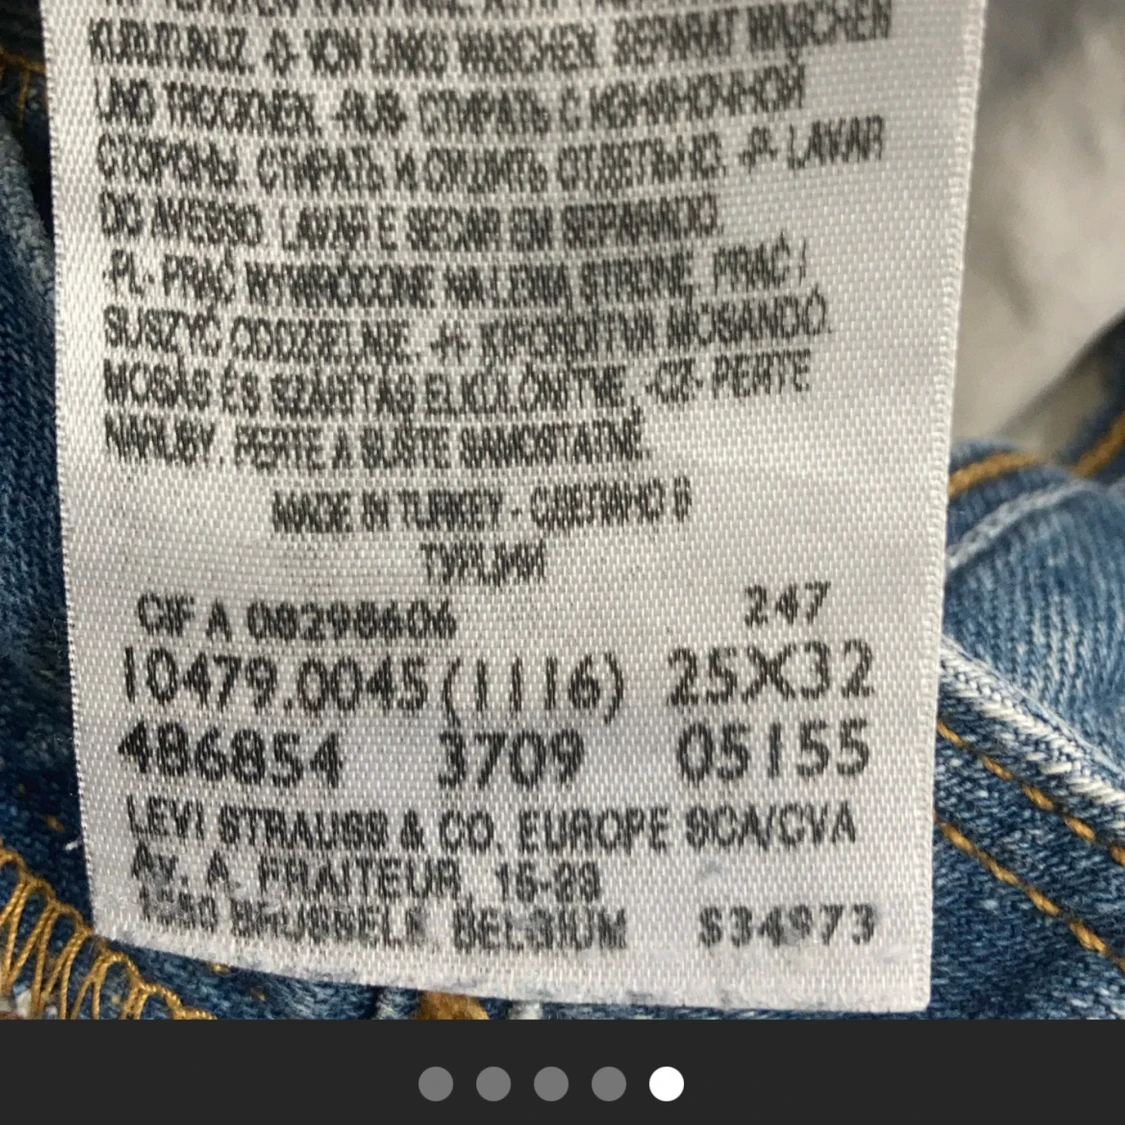 KURUTUNUZ. -A- VON LINKS WASCHEN. SEPARAT WASCHEN
UND TROCKNEN. -RUS- СТИРАТЬ С ИЗНАНОЧНОЙ
СТОРОНЫ. СТИРАТЬ И СУШИТЬ ОТДЕЛЬНО. -P- LAVAR
DO AVESSO. LAVAR E SECAR EM SEPARADO.
-PL- PRAĆ WYWRÓCONE NA LEWĄ STRONĘ. PRAĆ I
SUSZYĆ ODDZIELNIE. -H- KIFORDÍTVA MOSANDÓ.
MOSÁS ÉS SZÁRÍTÁS ELKÜLÖNÍTVE. -CZ- PERTE
NARUBY. PERTE A SUŠTE SAMOSTATNĚ.
MADE IN TURKEY - СДЕЛАНО В
ТУРЦИИ
CIF A 08298606 247
10479.0045(1116) 25X32
486854 3709 05155
LEVI STRAUSS & CO. EUROPE SCA/CVA
AV. A. FRAITEUR, 15-23
BRUSSELS BELGIUM S34973